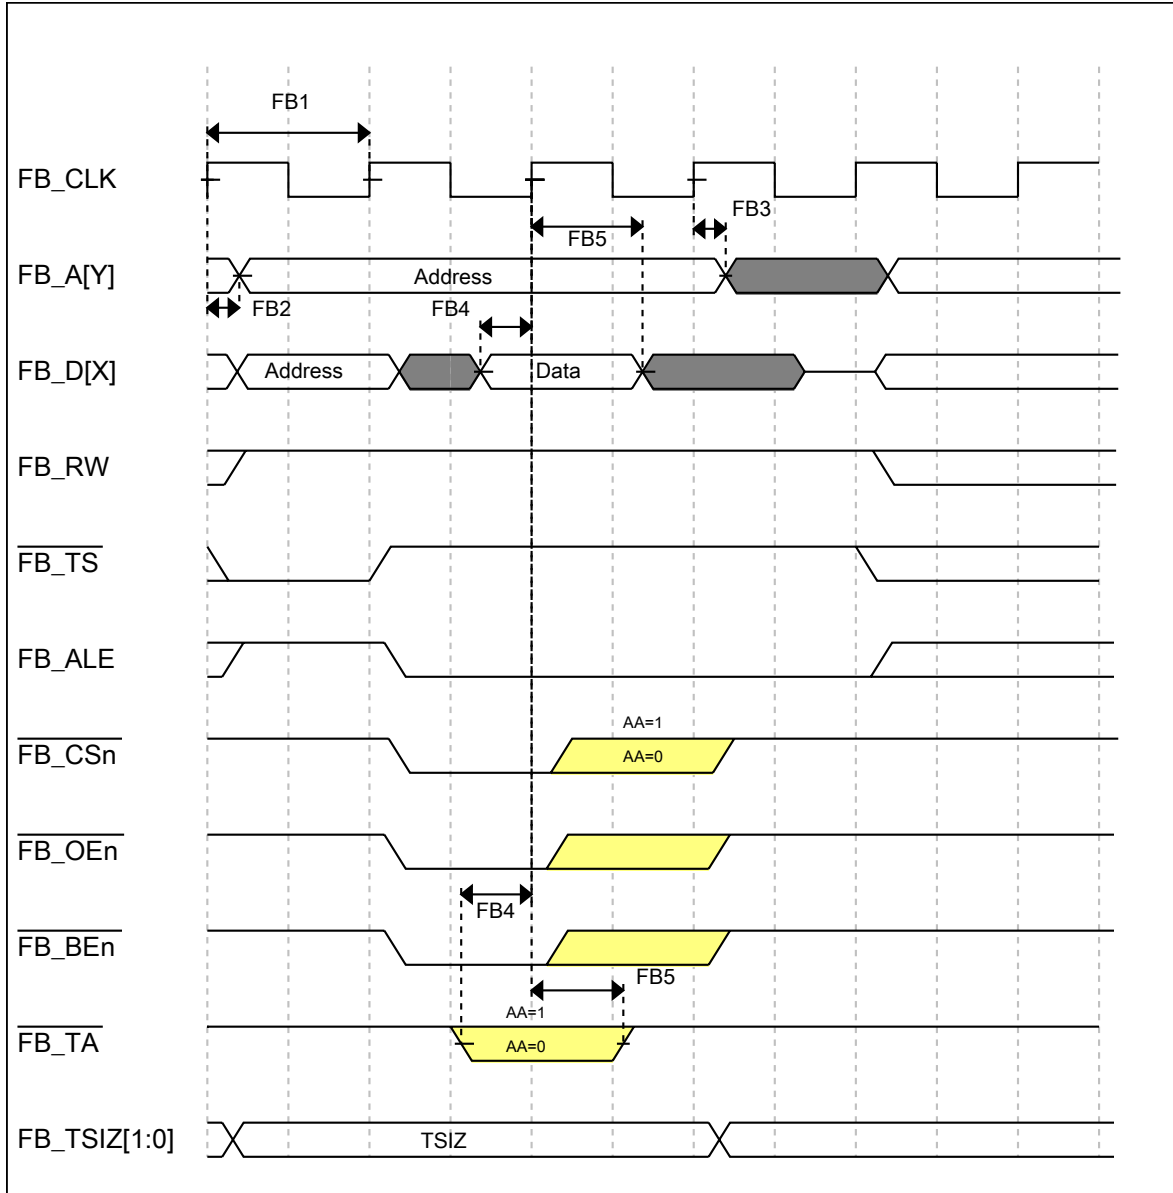 FB1
FB_CLK
FB3
FB5
FB_A[Y]
Address
FB2
FB4
FB_D[X]
Address
Data
FB_RW
FB_TS
FB_ALE
AA=1
FB_CSn
AA=0
FB_OEn
FB4
FB_BEn
FB5
AA=1
FB_TA
AA=0
FB_TSIZ[1:0]
TSIZ